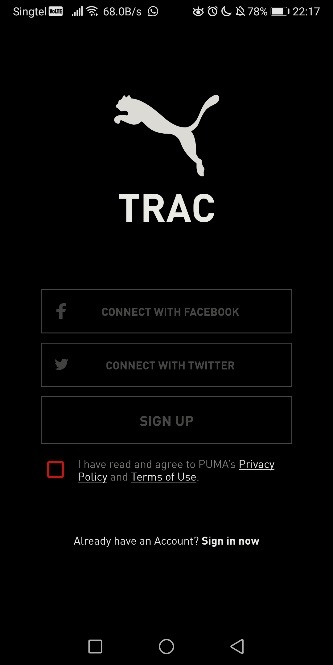 Singtel VoLTE 68.0B/s 78% 22:17
TRAC
CONNECT WITH FACEBOOK
CONNECT WITH TWITTER
SIGN UP
I have read and agree to PUMA's Privacy
Policy and Terms of Use.
Already have an Account? Sign in now